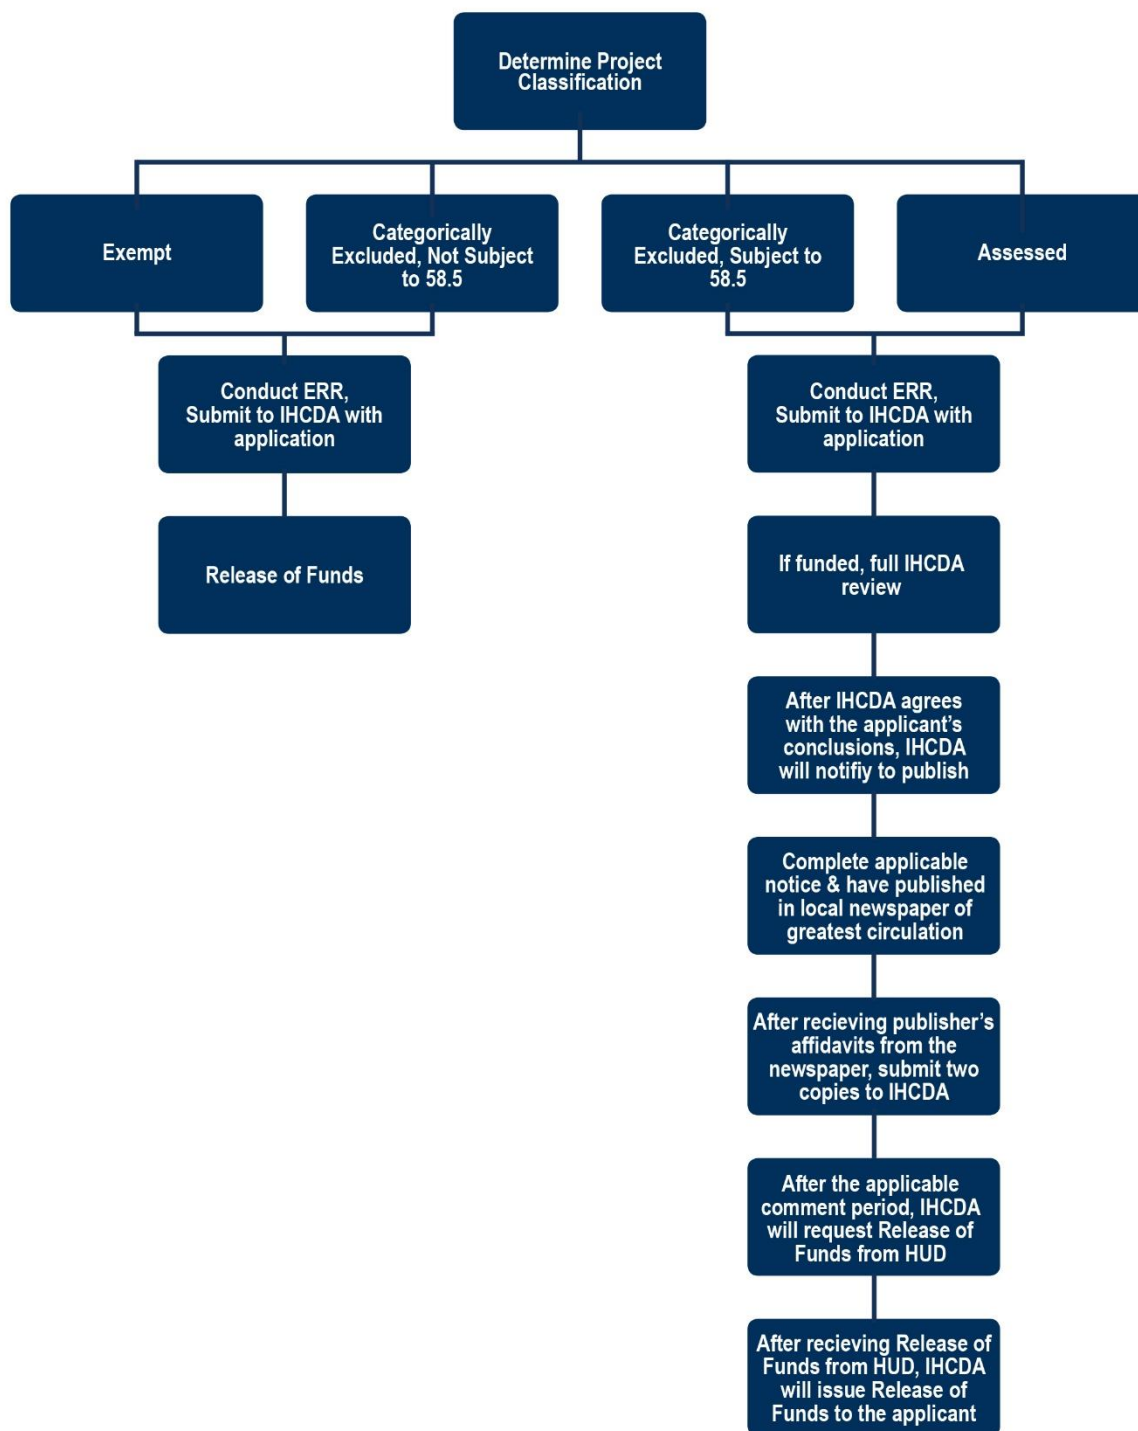 Determine Project
Classification
Exempt
Categorically
Excluded, Not Subject
to 58.5
Categorically
Excluded, Subject to
58.5
Assessed
Conduct ERR,
Submit to IHCDA with
application
Release of Funds
Conduct ERR,
Submit to IHCDA with
application
If funded, full IHCDA
review
After IHCDA agrees
with the applicant’s
conclusions, IHCDA
will notifiy to publish
Complete applicable
notice & have published
in local newspaper of
greatest circulation
After recieving publisher’s
affidavits from the
newspaper, submit two
copies to IHCDA
After the applicable
comment period, IHCDA
will request Release of
Funds from HUD
After recieving Release of
Funds from HUD, IHCDA
will issue Release of
Funds to the applicant